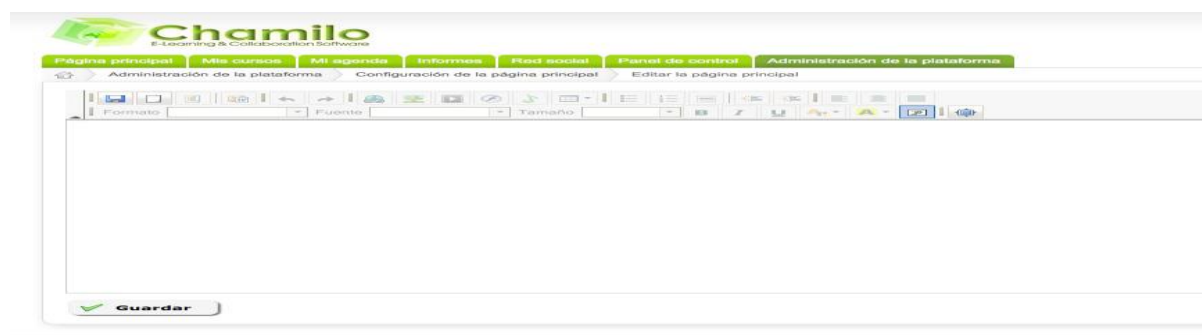 Chamilo
E-Learning & Collaboration Software
Página principal Mis cursos Mi agenda Informes Red social Panel de control Administración de la plataforma
Administración de la plataforma Configuración de la página principal Editar la página principal
Formato Fuente Tamaño B I U
Guardar